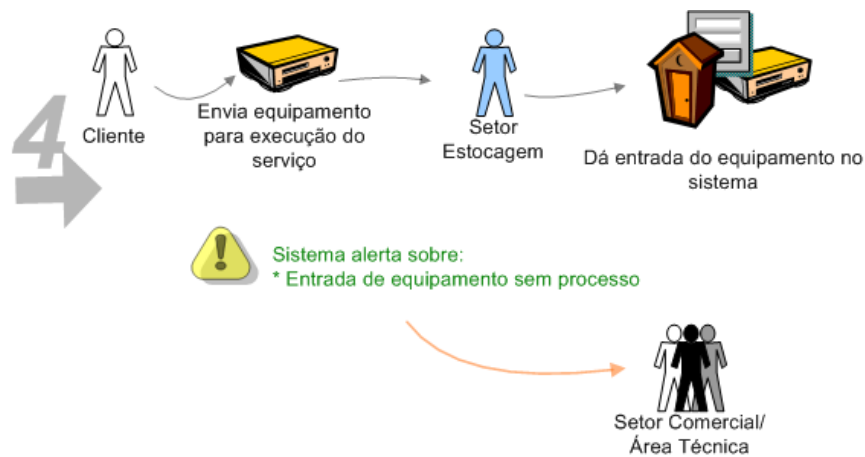 4
Cliente
Envia equipamento
para execução do
serviço
Setor
Estocagem
Dá entrada do equipamento no
sistema
Sistema alerta sobre:
* Entrada de equipamento sem processo
Setor Comercial/
Área Técnica